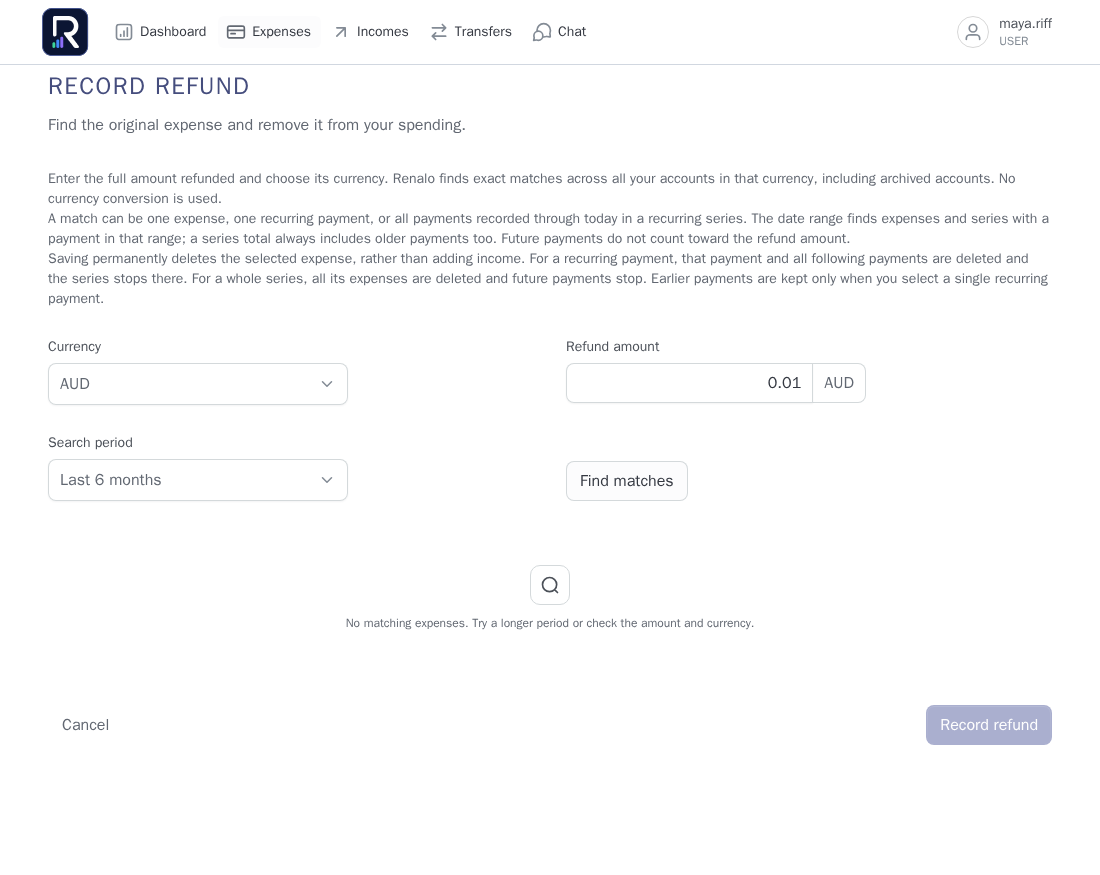 Dashboard
Expenses
Incomes
Transfers
Chat
maya.riff
USER
RECORD REFUND
Find the original expense and remove it from your spending.
Enter the full amount refunded and choose its currency. Renalo finds exact matches across all your accounts in that currency, including archived accounts. No
currency conversion is used.
A match can be one expense, one recurring payment, or all payments recorded through today in a recurring series. The date range finds expenses and series with a
payment in that range; a series total always includes older payments too. Future payments do not count toward the refund amount.
Saving permanently deletes the selected expense, rather than adding income. For a recurring payment, that payment and all following payments are deleted and
the series stops there. For a whole series, all its expenses are deleted and future payments stop. Earlier payments are kept only when you select a single recurring
payment.
Currency
AUD
Refund amount
0.01 AUD
Search period
Last 6 months
Find matches
No matching expenses. Try a longer period or check the amount and currency.
Cancel
Record refund